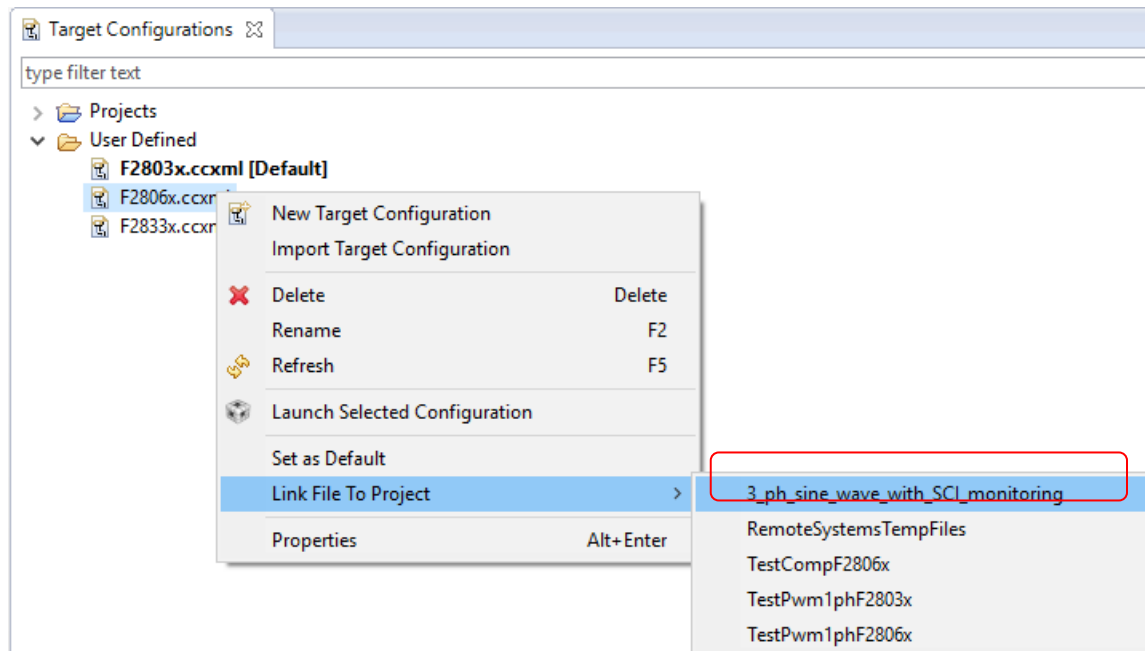 Target Configurations
type filter text
Projects
User Defined
F2803x.ccxml [Default]
F2806x.ccxm
F2833x.ccxr
New Target Configuration
Import Target Configuration
Delete Delete
Rename F2
Refresh F5
Launch Selected Configuration
Set as Default
Link File To Project
Properties Alt+Enter
3_ph_sine_wave_with_SCI_monitoring
RemoteSystemsTempFiles
TestCompF2806x
TestPwm1phF2803x
TestPwm1phF2806x